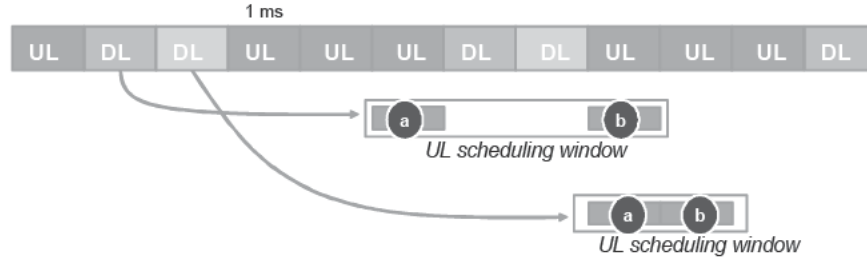 1 ms
UL DL DL UL UL UL DL DL UL UL UL DL
a b
UL scheduling window
a b
UL scheduling window